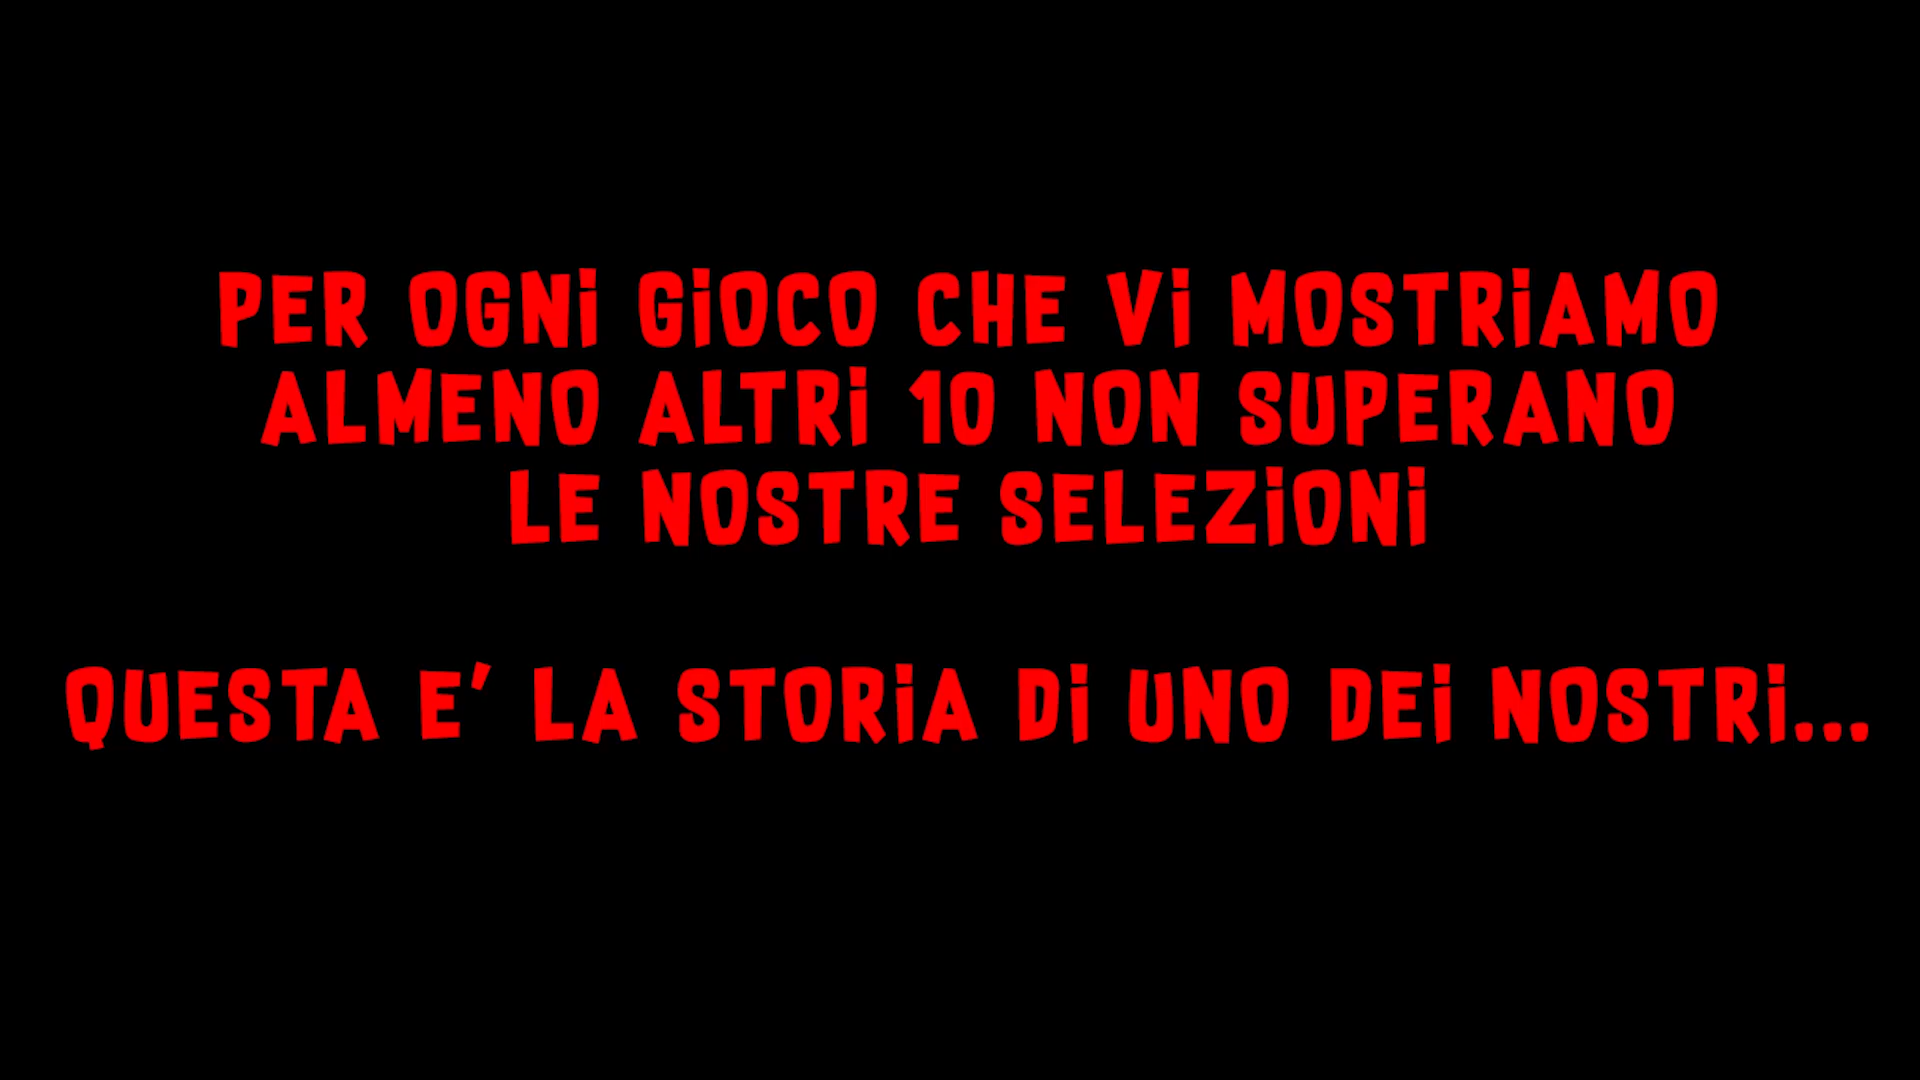 PER OGNI GIOCO CHE VI MOSTRIAMO
ALMENO ALTRI 10 NON SUPERANO
LE NOSTRE SELEZIONI
QUESTA E' LA STORIA DI UNO DEI NOSTRI...